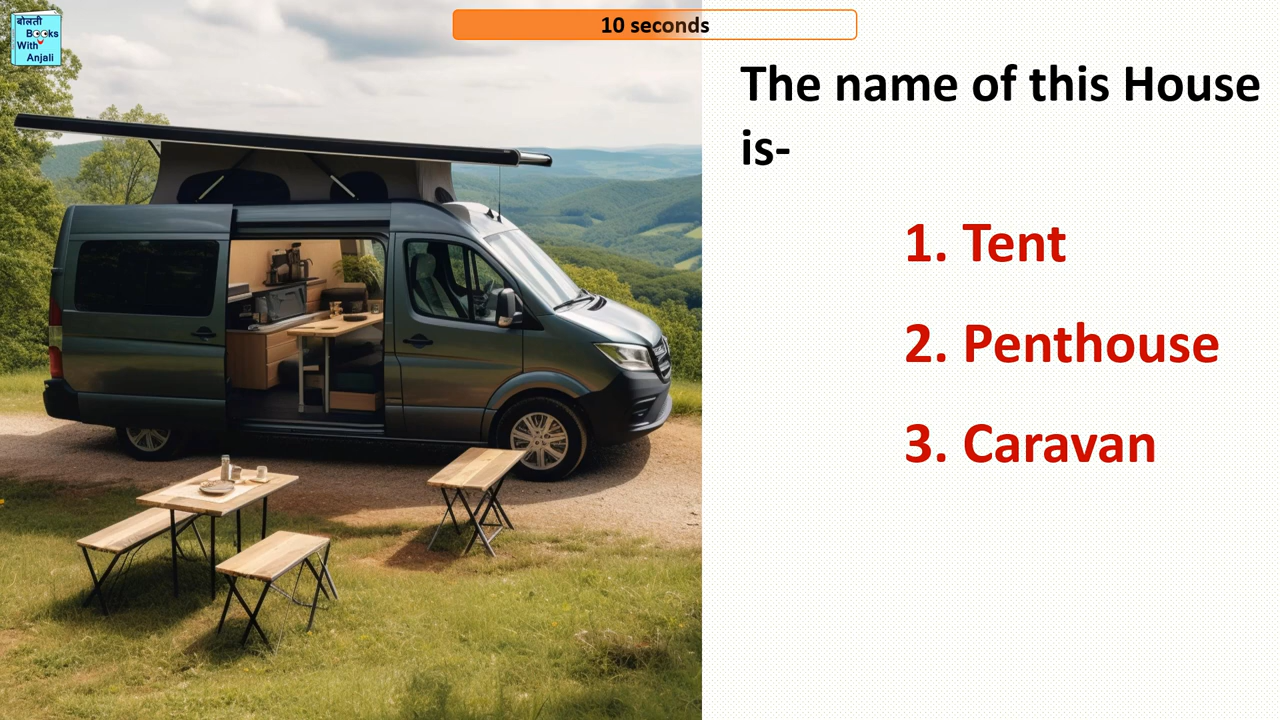 बोलती
Books
With
Anjali
10 seconds
The name of this House
is-
1. Tent
2. Penthouse
3. Caravan